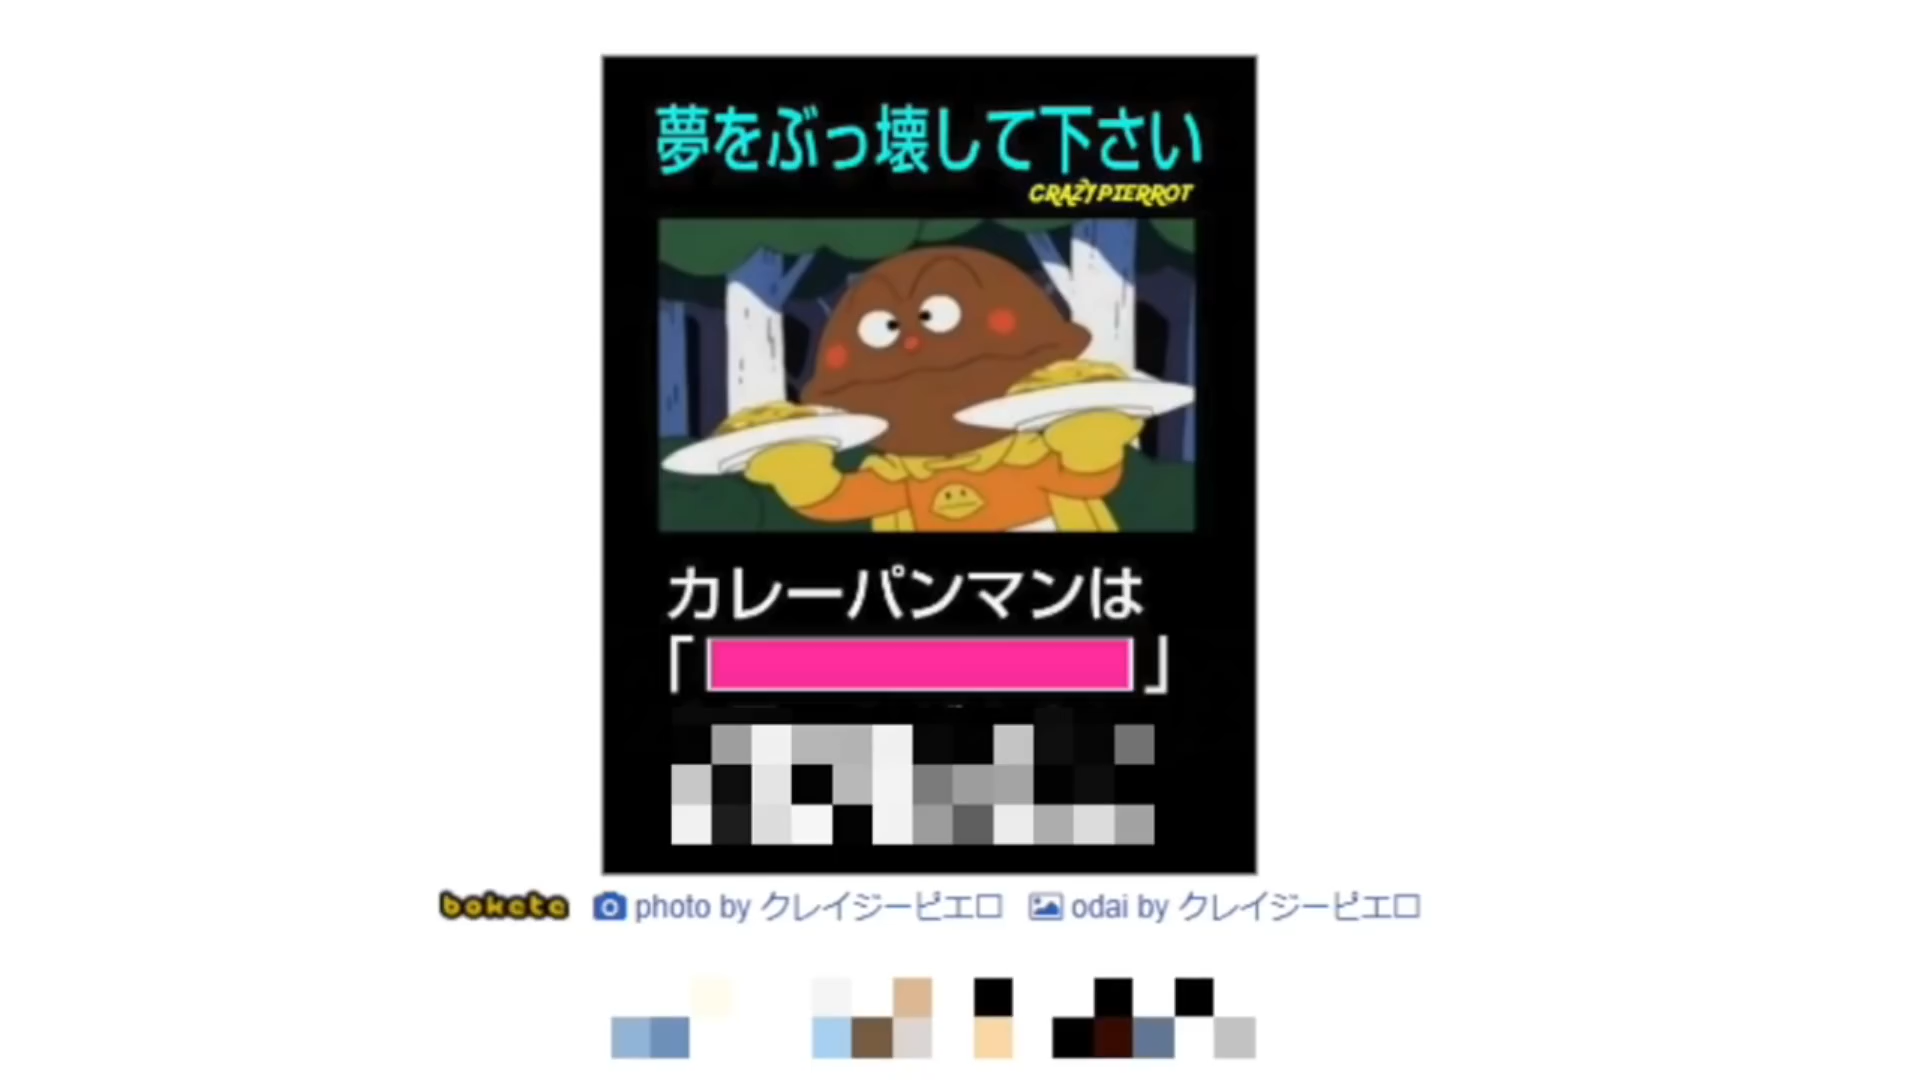 夢をぶっ壊して下さい
CRAZY PIERROT
カレーパンマンは
「　　　　　　　」
bokete photo by クレイジーピエロ odai by クレイジーピエロ